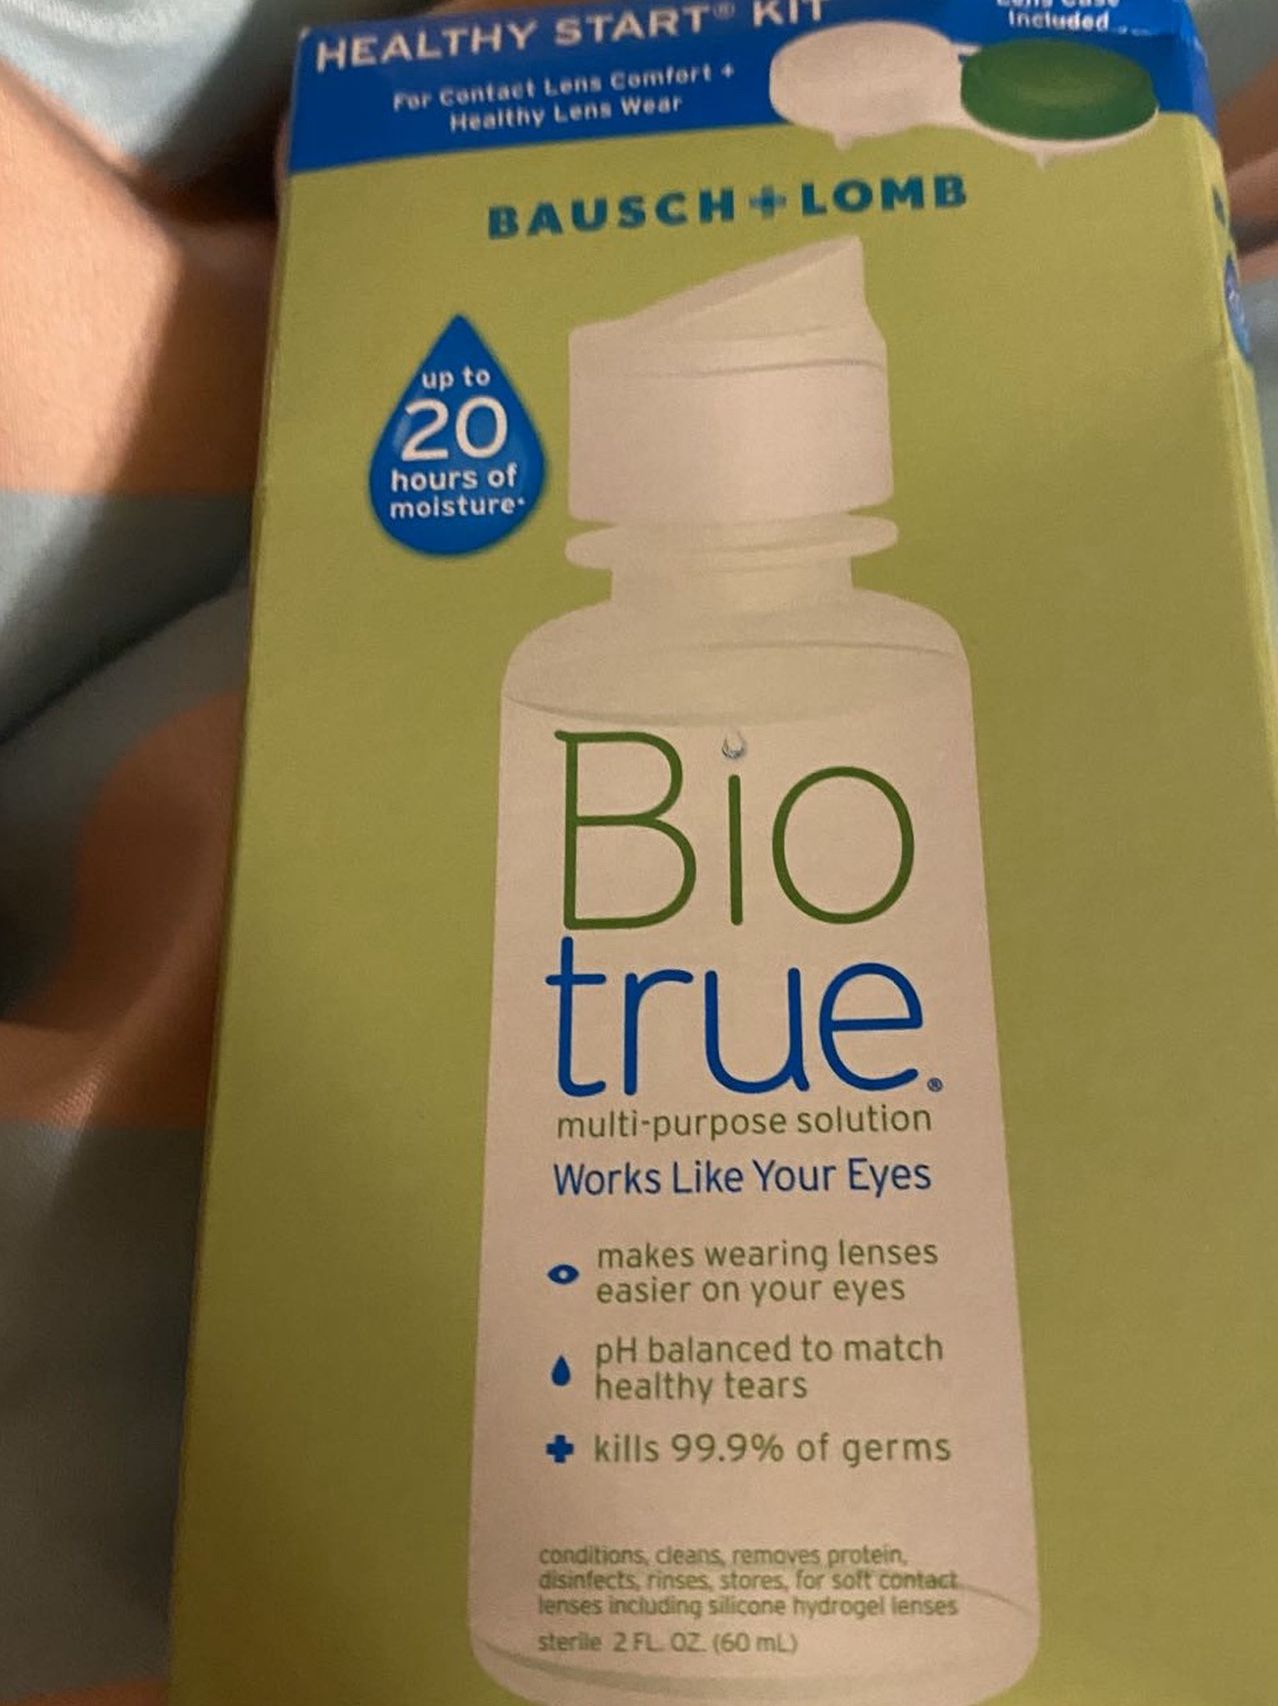 HEALTHY START® KIT
Lens Case
Included
For Contact Lens Comfort +
Healthy Lens Wear
BAUSCH + LOMB
up to
20
hours of
moisture*
Bio
true®
multi-purpose solution
Works Like Your Eyes
makes wearing lenses
easier on your eyes
pH balanced to match
healthy tears
kills 99.9% of germs
conditions, cleans, removes protein,
disinfects, rinses, stores, for soft contact
lenses including silicone hydrogel lenses
sterile 2 FL. OZ. (60 mL)